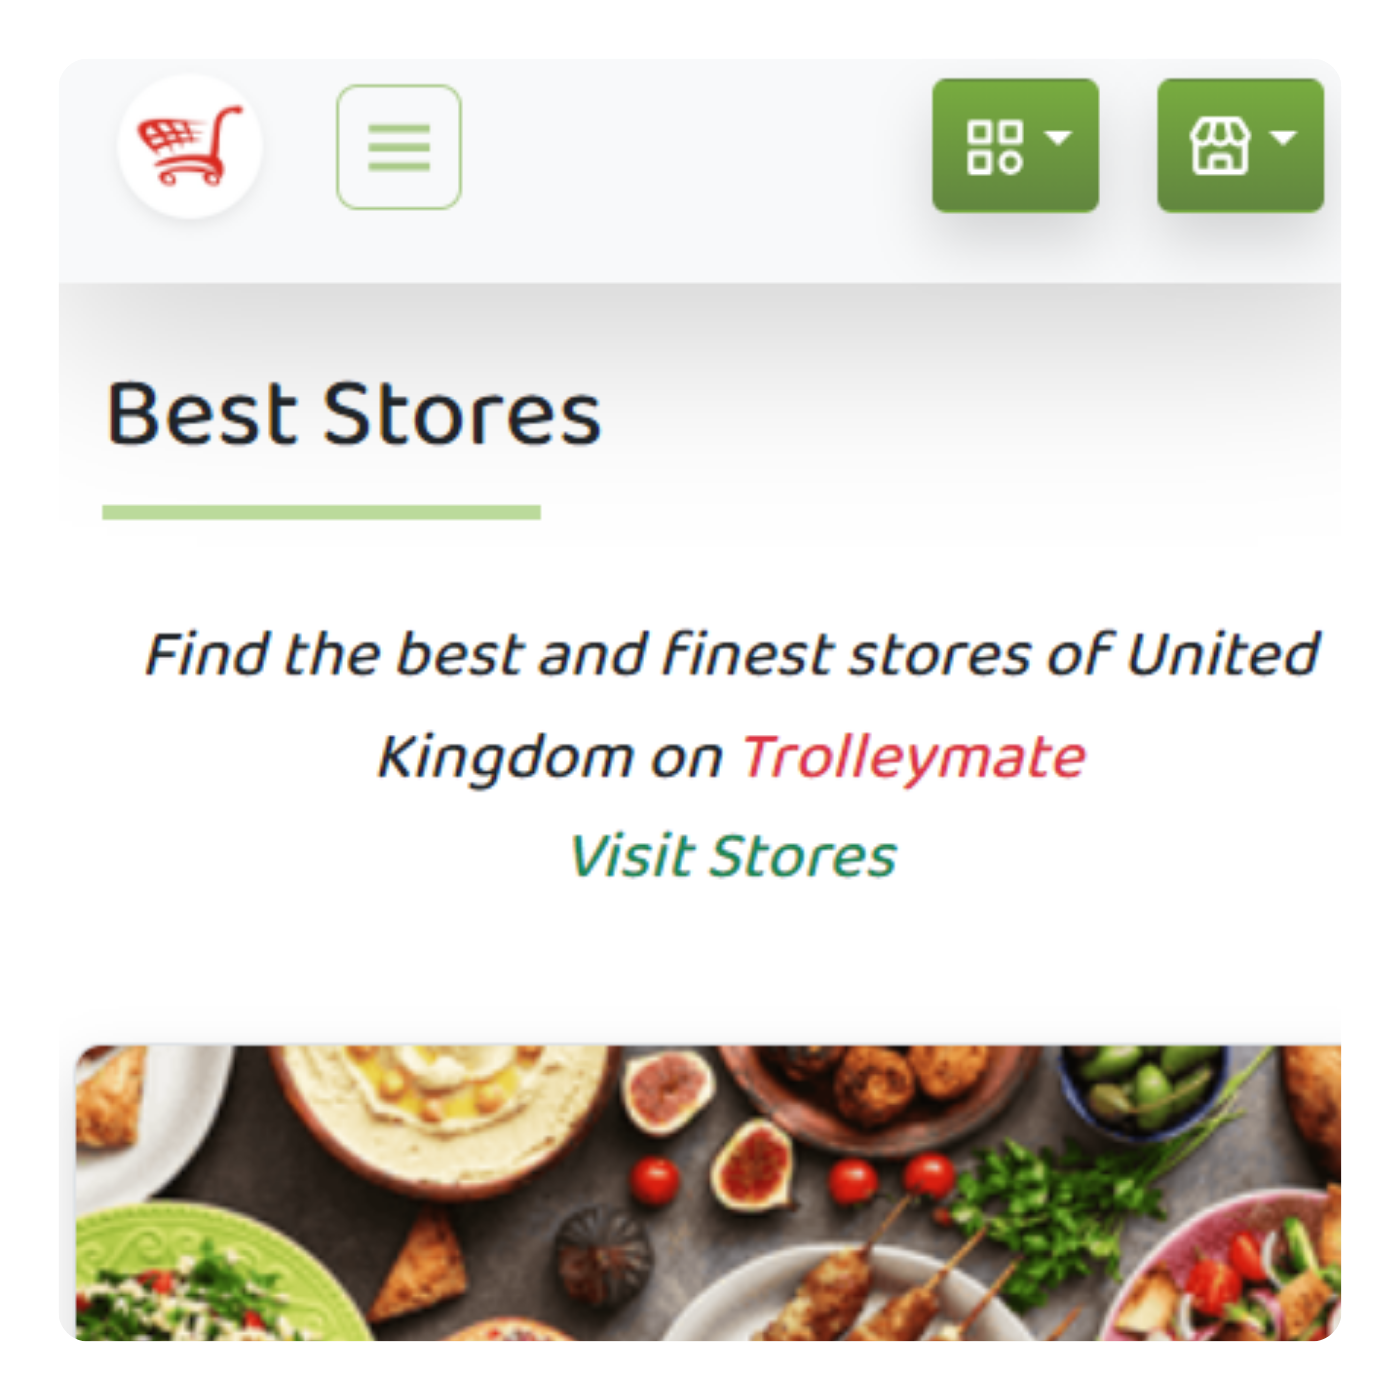 Best Stores
Find the best and finest stores of United
Kingdom on Trolleymate
Visit Stores